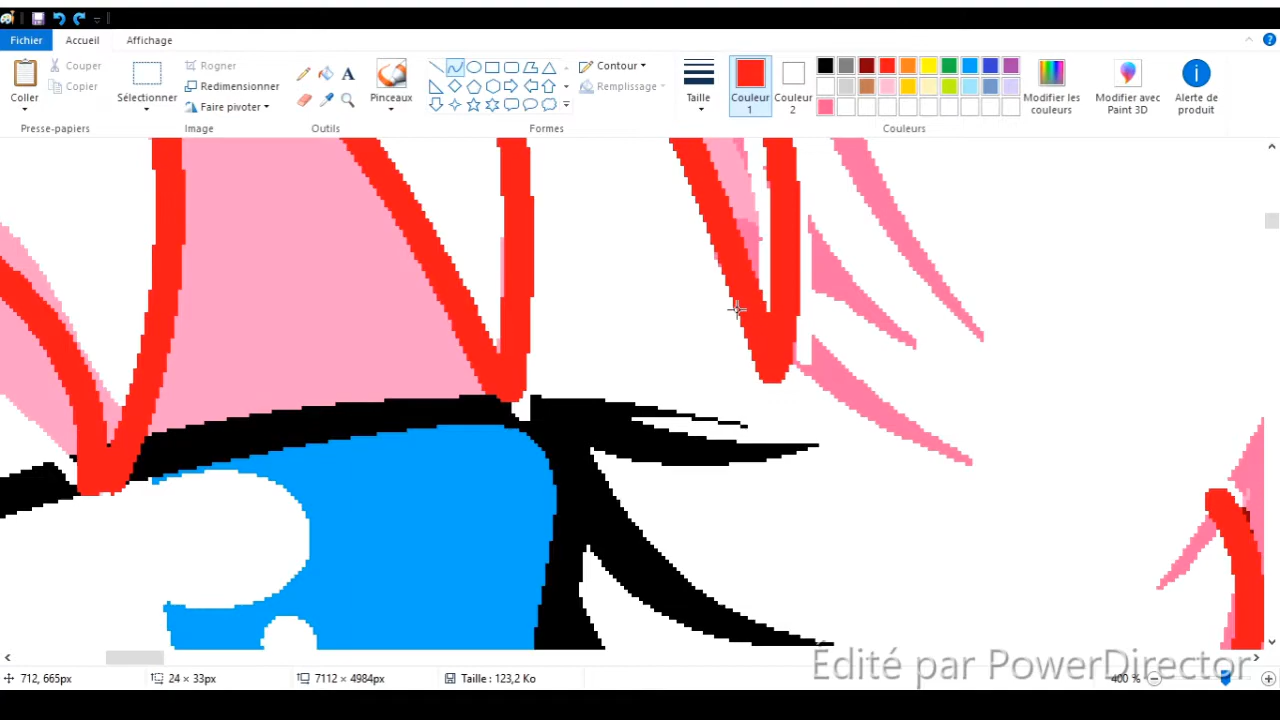 Fichier Accueil Affichage
Coller
Couper
Copier
Presse-papiers
Sélectionner
Rogner
Redimensionner
Faire pivoter
Image
A
Outils
Pinceaux
Contour
Remplissage
Formes
Taille
Couleur 1
Couleur 2
Modifier les couleurs
Couleurs
Modifier avec Paint 3D
Alerte de produit
Edité par PowerDirector
712, 665px
24 × 33px
7112 × 4984px
Taille : 123,2 Ko
400 %